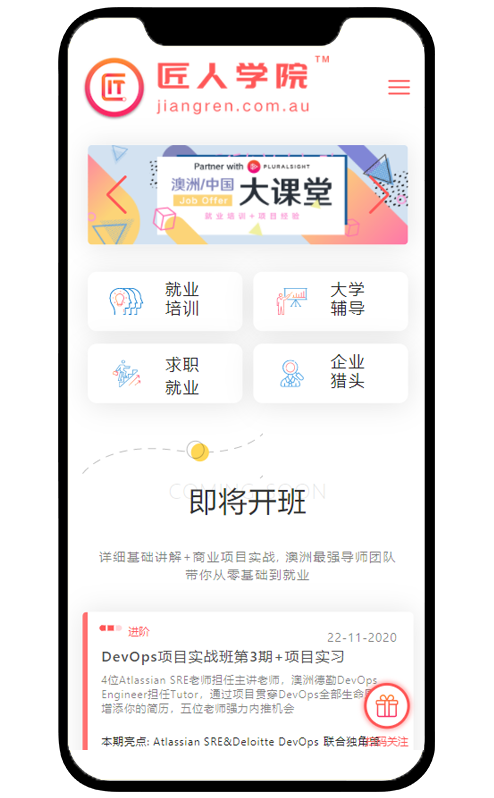 匠人学院 TM
jiangren.com.au
Partner with PLURALSIGHT
澳洲/中国 大课堂
Job Offer
就业培训+项目经验
就业
培训
大学
辅导
求职
就业
企业
猎头
COMING SOON
即将开班
详细基础讲解+商业项目实战, 澳洲最强导师团队
带你从零基础到就业
进阶
22-11-2020
DevOps项目实战班第3期+项目实习
4位Atlassian SRE老师担任主讲老师，澳洲德勤DevOps
Engineer担任Tutor，通过项目贯穿DevOps全部生命
增添你的简历，五位老师强力内推机会
本期亮点: Atlassian SRE&Deloitte DevOps 联合独角
码关注